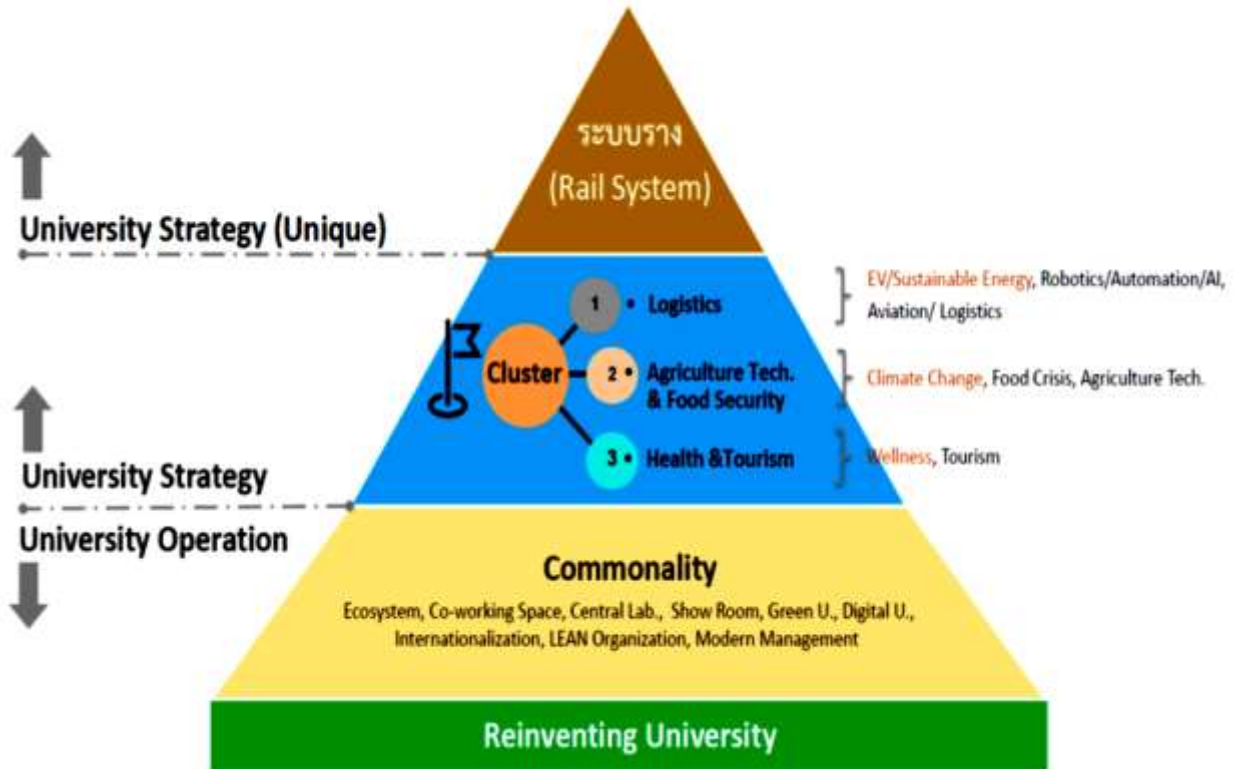 ระบบราง
(Rail System)
University Strategy (Unique)
1 • Logistics
EV/Sustainable Energy, Robotics/Automation/AI,
Aviation/ Logistics
Cluster
2 • Agriculture Tech.
& Food Security
Climate Change, Food Crisis, Agriculture Tech.
3 • Health &Tourism
Wellness, Tourism
University Strategy
University Operation
Commonality
Ecosystem, Co-working Space, Central Lab., Show Room, Green U., Digital U.,
Internationalization, LEAN Organization, Modern Management
Reinventing University